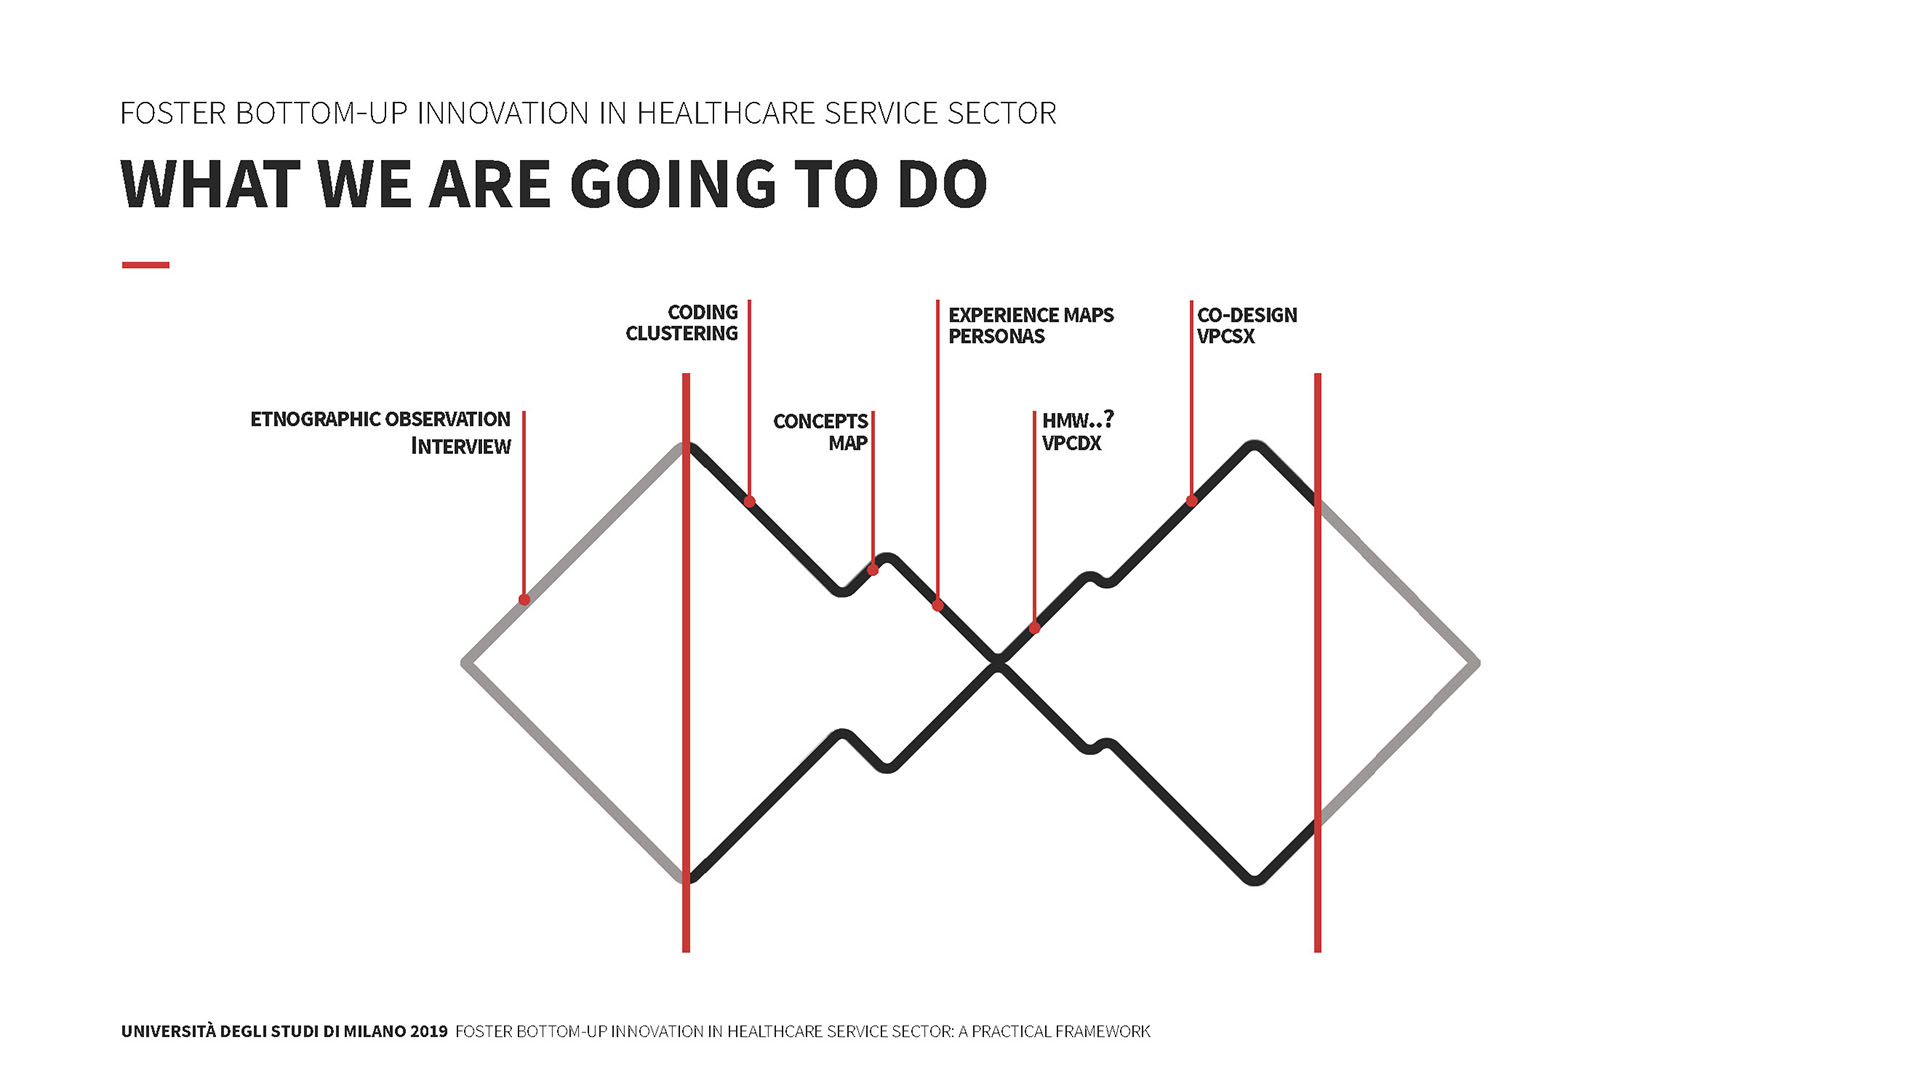 FOSTER BOTTOM-UP INNOVATION IN HEALTHCARE SERVICE SECTOR
WHAT WE ARE GOING TO DO
CODING
CLUSTERING
EXPERIENCE MAPS
PERSONAS
CO-DESIGN
VPCSX
ETNOGRAPHIC OBSERVATION
INTERVIEW
CONCEPTS
MAP
HMW..?
VPCDX
UNIVERSITÀ DEGLI STUDI DI MILANO 2019 FOSTER BOTTOM-UP INNOVATION IN HEALTHCARE SERVICE SECTOR: A PRACTICAL FRAMEWORK